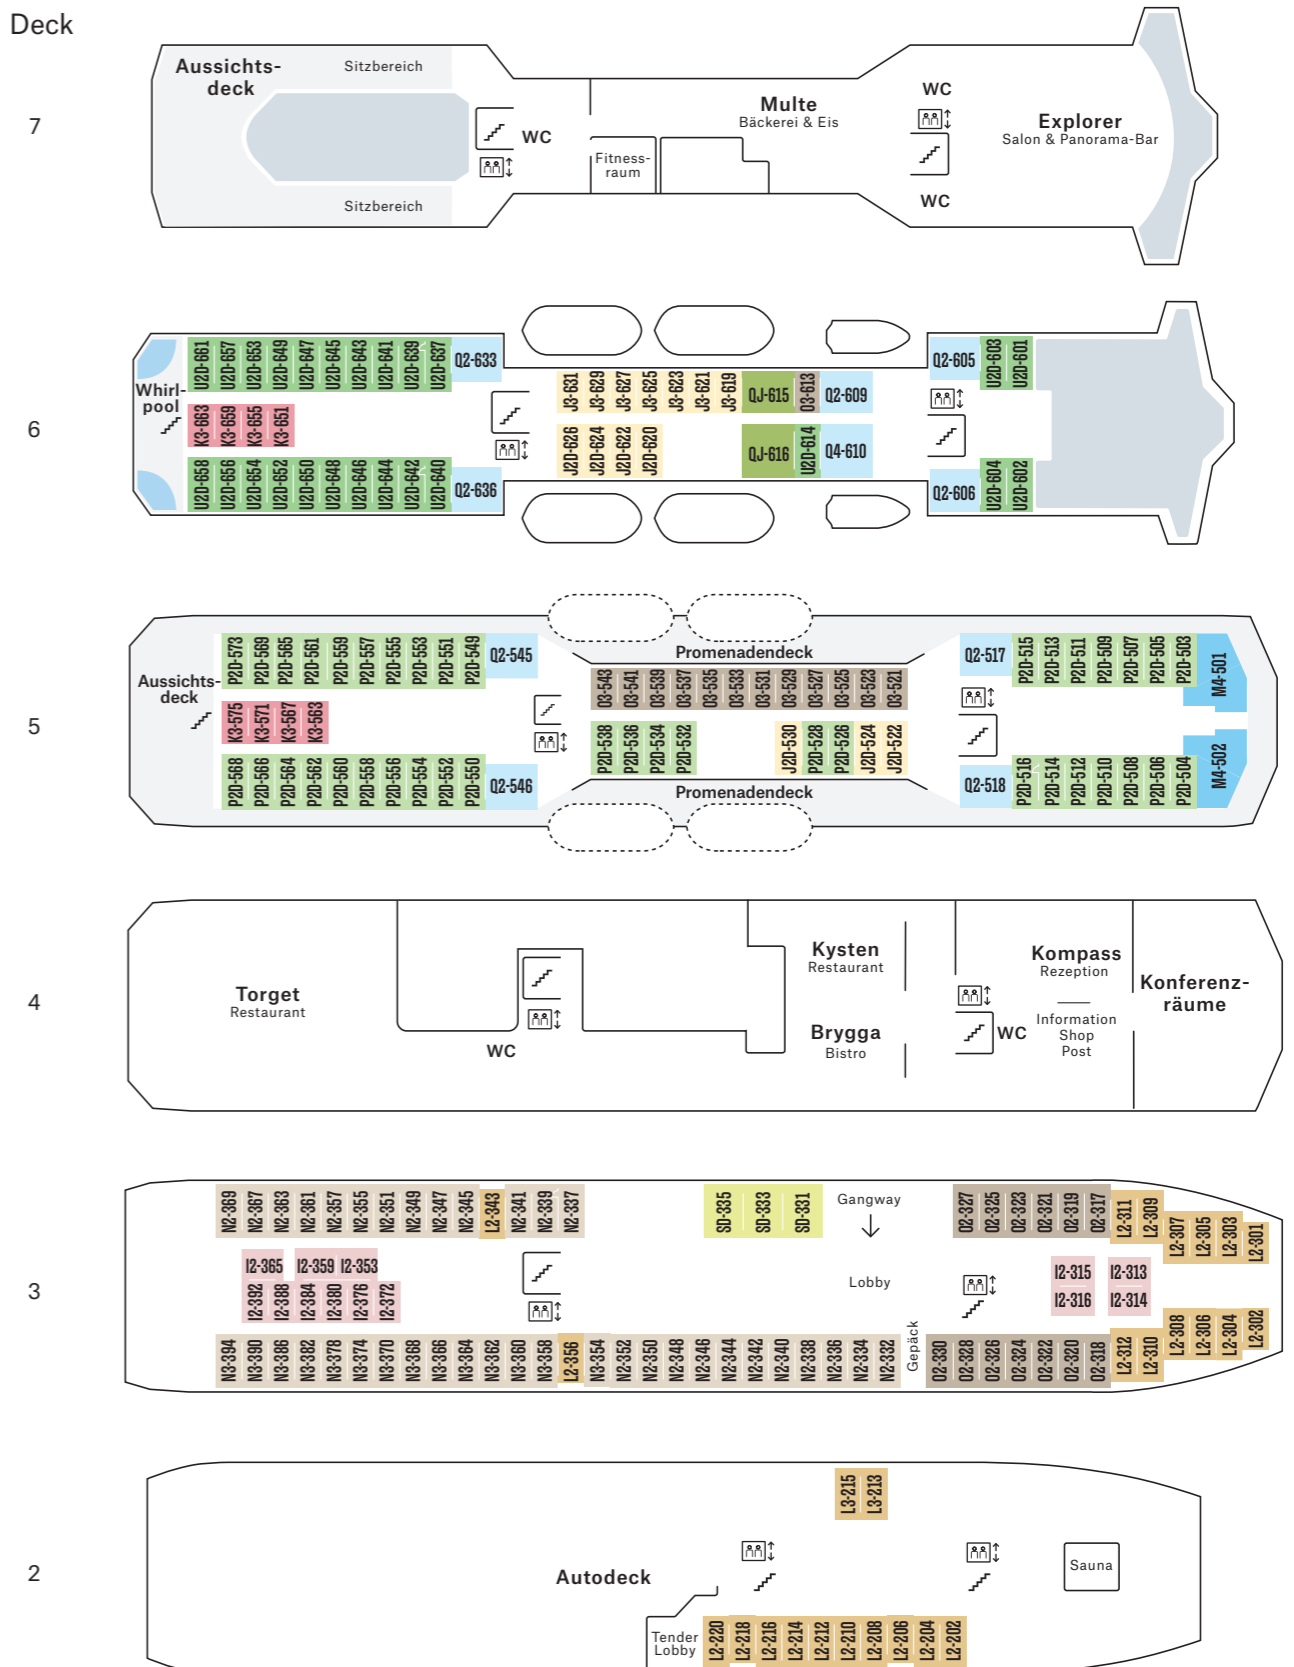 Deck
7
Aussichts-
deck
Sitzbereich
Sitzbereich
WC
Fitness-
raum
Multe
Bäckerei & Eis
WC
WC
Explorer
Salon & Panorama-Bar
6
Whirl-
pool
U2D-661
U2D-657
U2D-653
U2D-649
U2D-647
U2D-645
U2D-643
U2D-641
U2D-639
U2D-637
Q2-633
K3-663
K3-659
K3-655
K3-651
U2D-658
U2D-656
U2D-654
U2D-652
U2D-650
U2D-648
U2D-646
U2D-644
U2D-642
U2D-640
Q2-636
J3-631
J3-629
J3-627
J3-625
J3-623
J3-621
J3-619
QJ-615
O3-613
Q2-609
J2D-626
J2D-624
J2D-622
J2D-620
QJ-616
U2D-614
Q4-610
Q2-605
U2D-603
U2D-601
Q2-606
U2D-604
U2D-602
5
Aussichts-
deck
P2D-573
P2D-569
P2D-565
P2D-561
P2D-559
P2D-557
P2D-555
P2D-553
P2D-551
P2D-549
Q2-545
K3-575
K3-571
K3-567
K3-563
P2D-568
P2D-566
P2D-564
P2D-562
P2D-560
P2D-558
P2D-556
P2D-554
P2D-552
P2D-550
Q2-546
Promenadendeck
O3-543
O3-541
O3-539
O3-537
O3-535
O3-533
O3-531
O3-529
O3-527
O3-525
O3-523
O3-521
P2D-538
P2D-536
P2D-534
P2D-532
J2D-530
P2D-528
P2D-526
J2D-524
J2D-522
Promenadendeck
Q2-517
P2D-515
P2D-513
P2D-511
P2D-509
P2D-507
P2D-505
P2D-503
M4-501
Q2-518
P2D-516
P2D-514
P2D-512
P2D-510
P2D-508
P2D-506
P2D-504
M4-502
4
Torget
Restaurant
WC
Kysten
Restaurant
Brygga
Bistro
WC
Kompass
Rezeption
Information
Shop
Post
Konferenz-
räume
3
N2-369
N2-367
N2-363
N2-361
N2-357
N2-355
N2-351
N2-349
N2-347
N2-345
L2-343
N2-341
N2-339
N2-337
SD-335
SD-333
SD-331
Gangway
Lobby
O2-327
O2-325
O2-323
O2-321
O2-319
O2-317
L2-311
L2-309
L2-307
L2-305
L2-303
L2-301
I2-365
I2-359
I2-353
I2-392
I2-388
I2-384
I2-380
I2-376
I2-372
I2-315
I2-313
I2-316
I2-314
N3-394
N3-390
N3-386
N3-382
N3-378
N3-374
N3-370
N3-368
N3-366
N3-364
N3-362
N3-360
N3-358
L2-356
N3-354
N2-352
N2-350
N2-348
N2-346
N2-344
N2-342
N2-340
N2-338
N2-336
N2-334
N2-332
Gepäck
O2-330
O2-328
O2-326
O2-324
O2-322
O2-320
O2-318
L2-312
L2-310
L2-308
L2-306
L2-304
L2-302
2
Autodeck
L3-215
L3-213
Sauna
Tender
Lobby
L2-220
L2-218
L2-216
L2-214
L2-212
L2-210
L2-208
L2-206
L2-204
L2-202